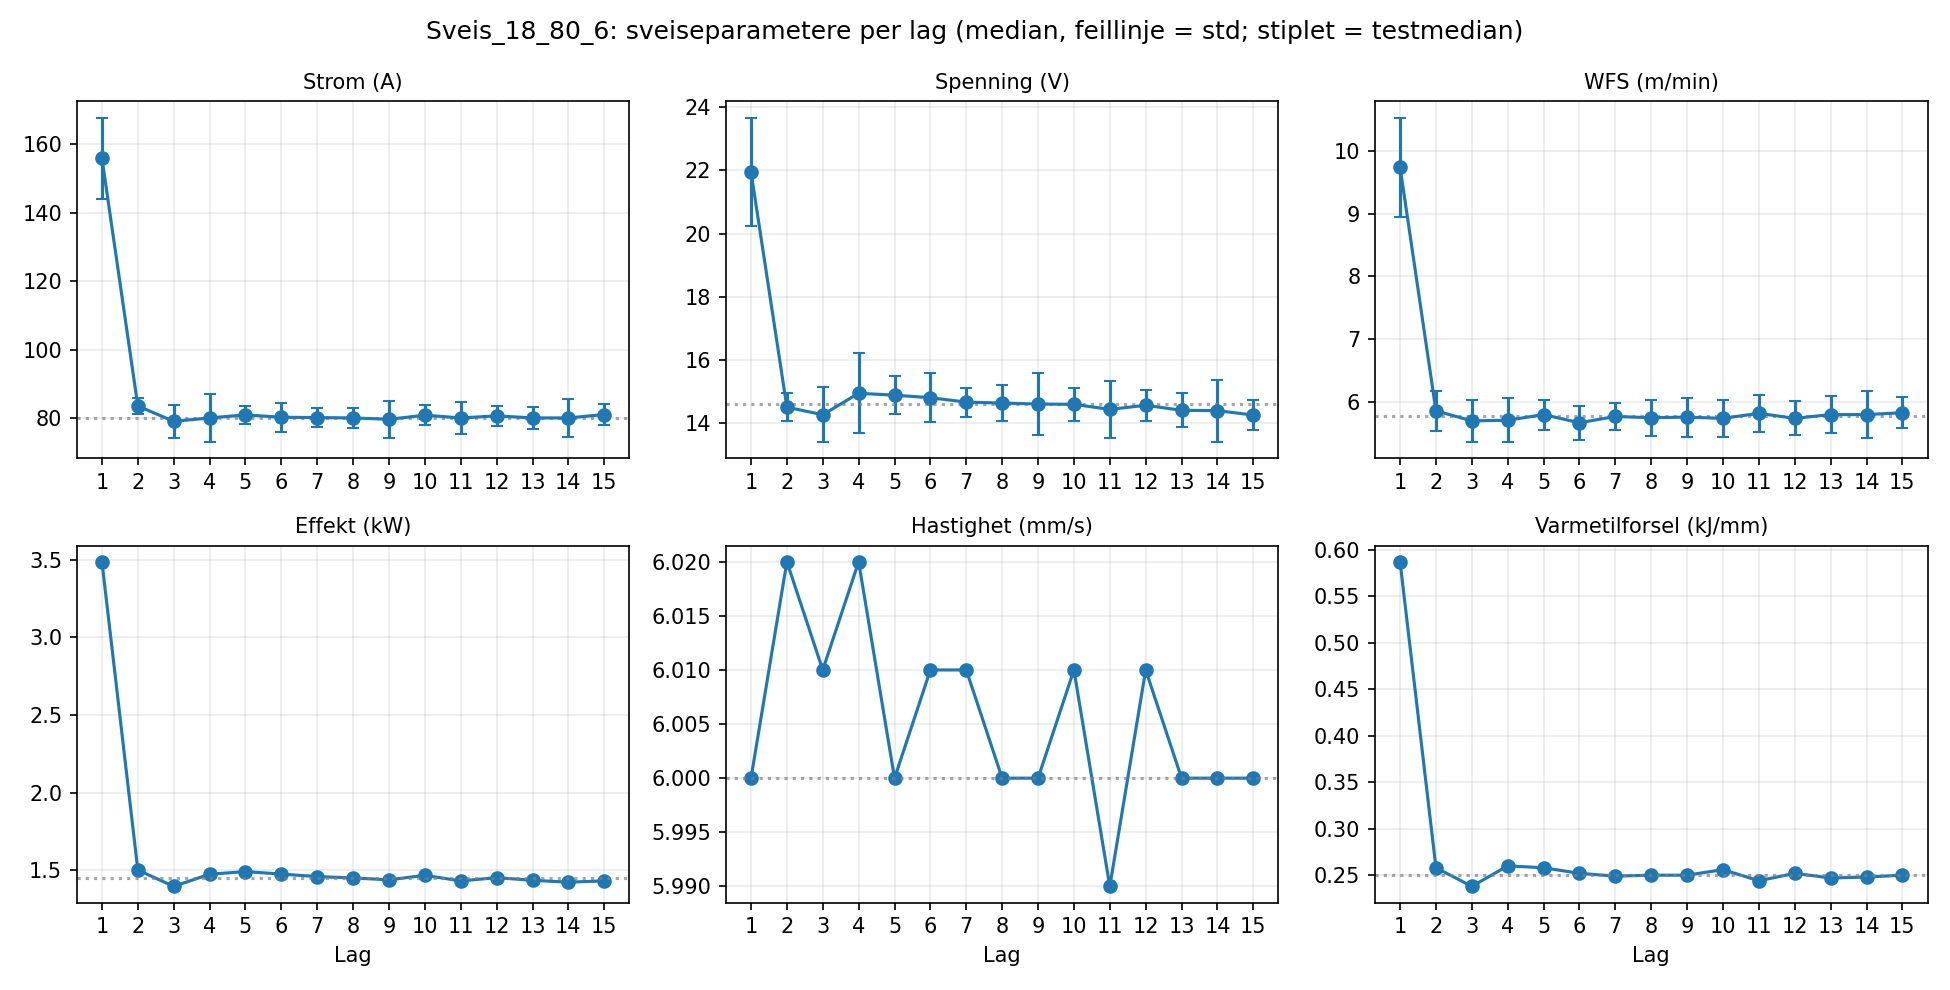 Sveis_18_80_6: sveiseparametere per lag (median, feillinje = std; stiplet = testmedian)
Strom (A)
160
140
120
100
80
1 2 3 4 5 6 7 8 9 10 11 12 13 14 15
Spenning (V)
24
22
20
18
16
14
1 2 3 4 5 6 7 8 9 10 11 12 13 14 15
WFS (m/min)
10
9
8
7
6
1 2 3 4 5 6 7 8 9 10 11 12 13 14 15
Effekt (kW)
3.5
3.0
2.5
2.0
1.5
1 2 3 4 5 6 7 8 9 10 11 12 13 14 15
Lag
Hastighet (mm/s)
6.020
6.015
6.010
6.005
6.000
5.995
5.990
1 2 3 4 5 6 7 8 9 10 11 12 13 14 15
Lag
Varmetilforsel (kJ/mm)
0.60
0.55
0.50
0.45
0.40
0.35
0.30
0.25
1 2 3 4 5 6 7 8 9 10 11 12 13 14 15
Lag